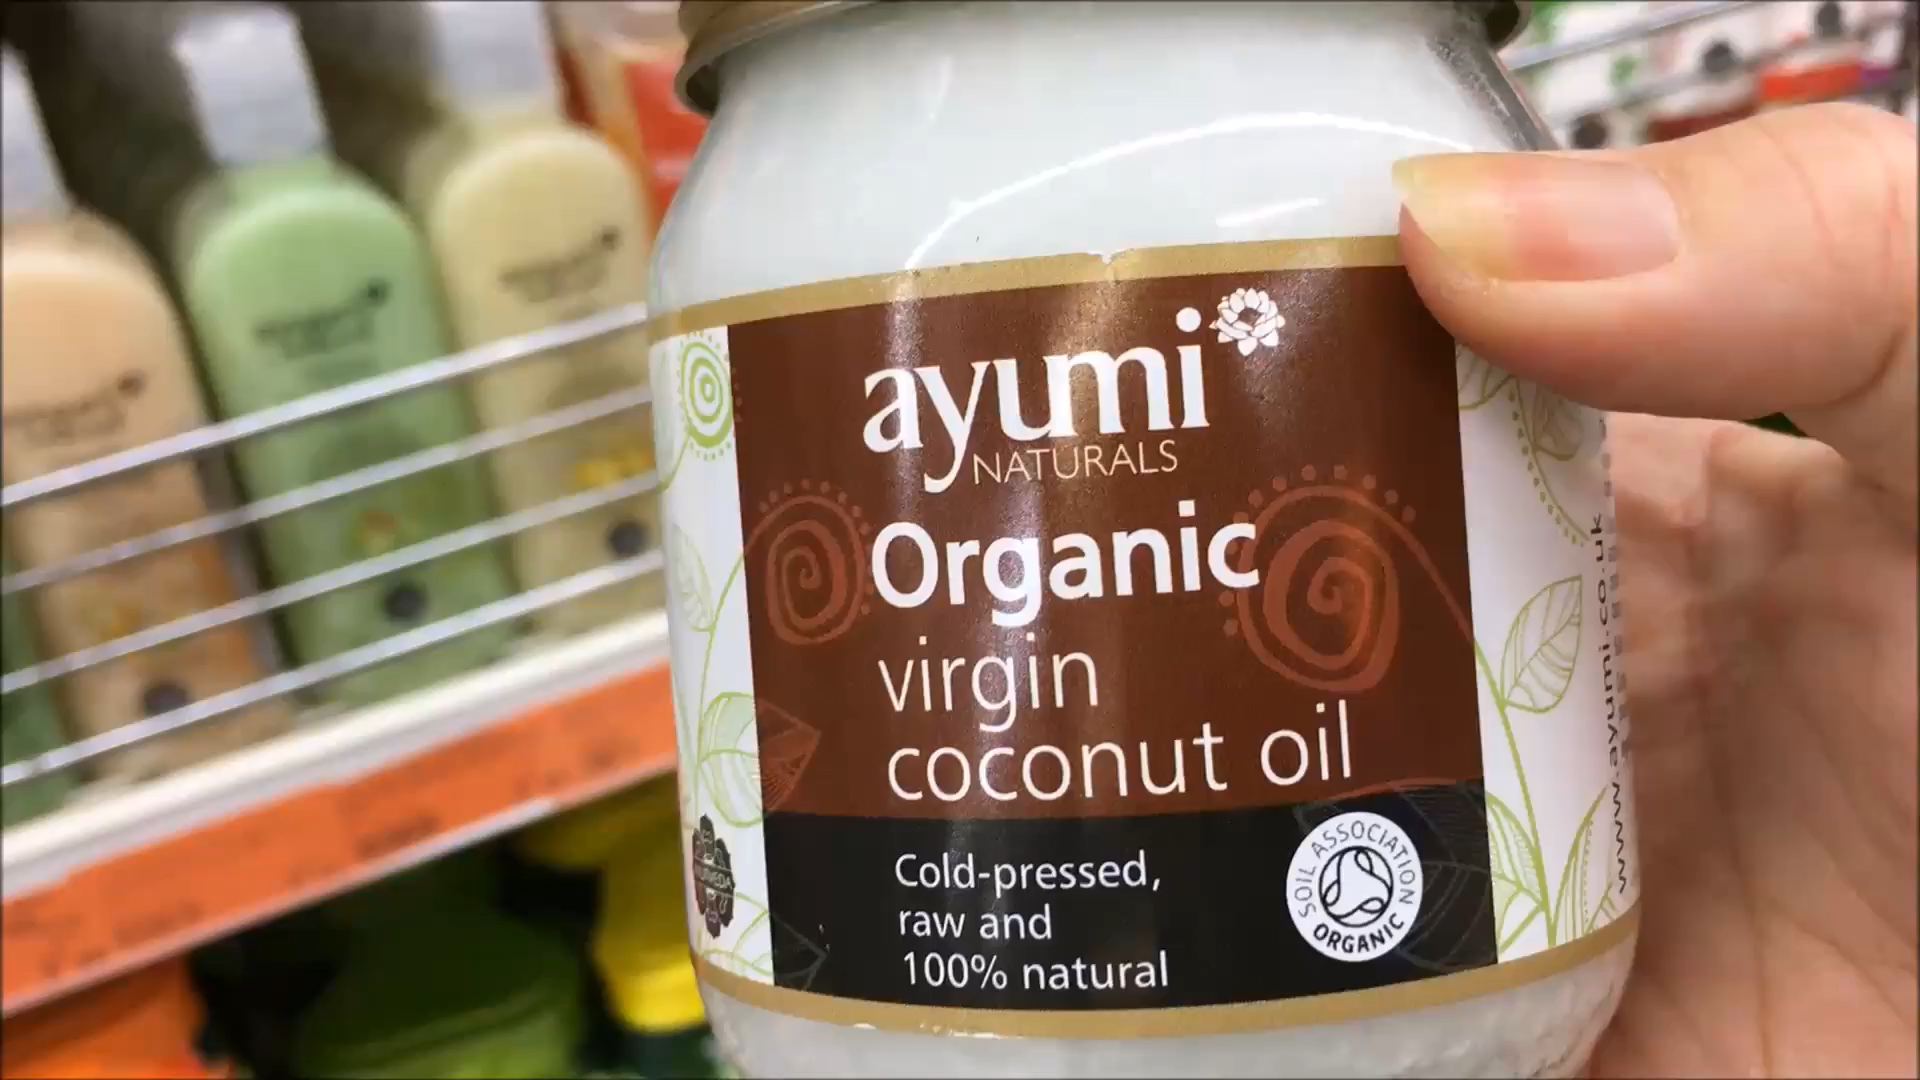 ayumi
NATURALS
Organic
virgin
coconut oil
Cold-pressed,
raw and
100% natural
SOIL ASSOCIATION
ORGANIC
www.ayumi.co.uk